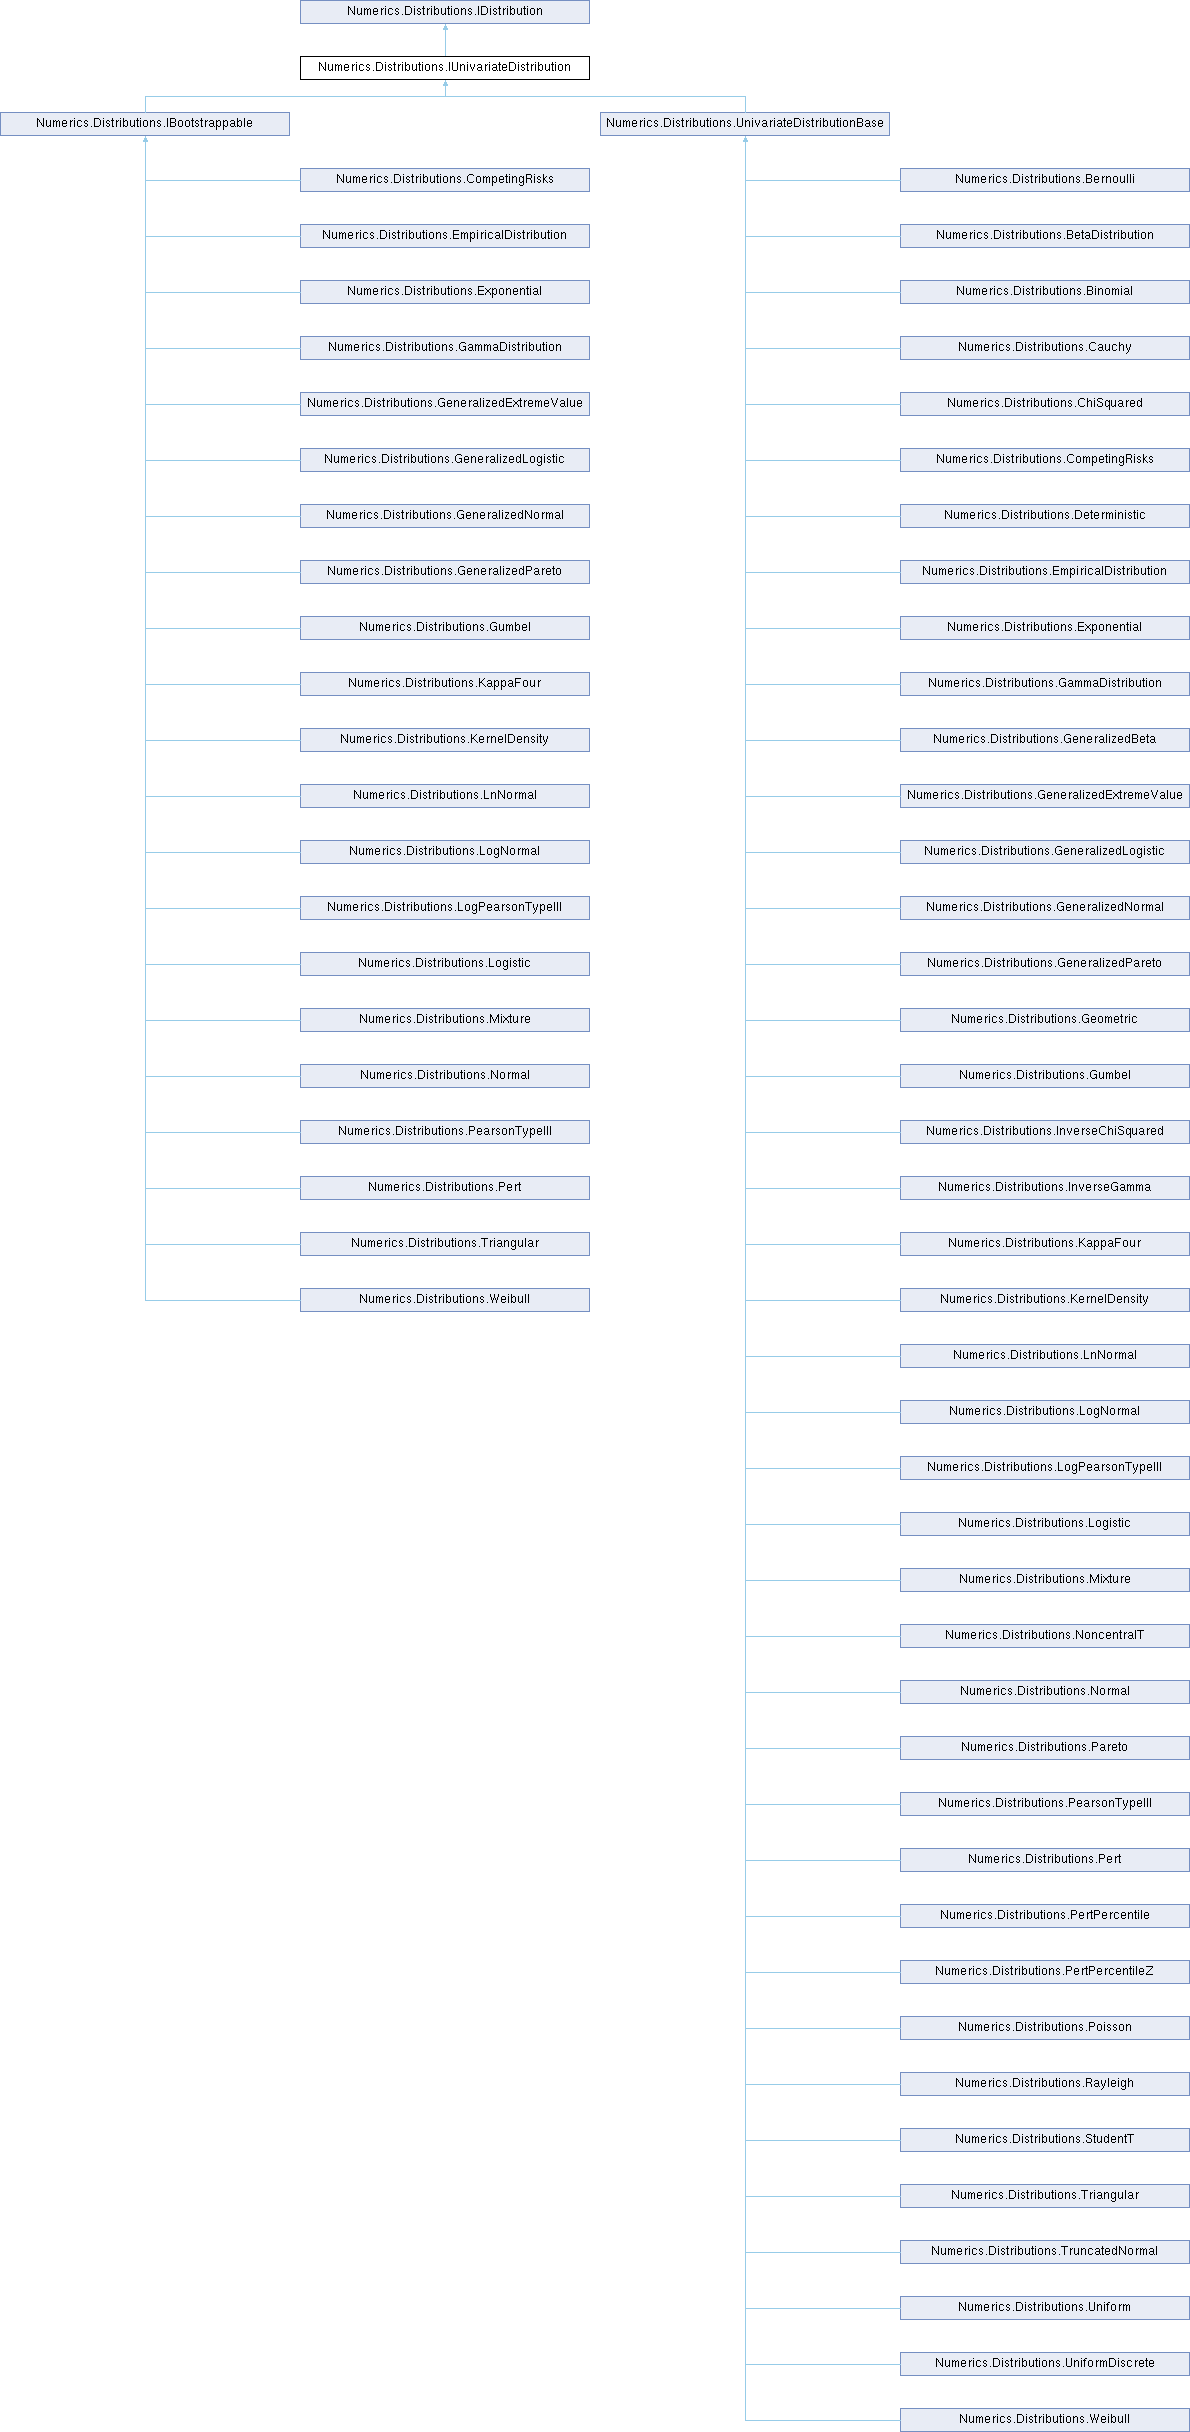 Numerics.Distributions.IDistribution
Numerics.Distributions.IUnivariateDistribution
Numerics.Distributions.IBootstrappable
Numerics.Distributions.UnivariateDistributionBase
Numerics.Distributions.CompetingRisks
Numerics.Distributions.EmpiricalDistribution
Numerics.Distributions.Exponential
Numerics.Distributions.GammaDistribution
Numerics.Distributions.GeneralizedExtremeValue
Numerics.Distributions.GeneralizedLogistic
Numerics.Distributions.GeneralizedNormal
Numerics.Distributions.GeneralizedPareto
Numerics.Distributions.Gumbel
Numerics.Distributions.KappaFour
Numerics.Distributions.KernelDensity
Numerics.Distributions.LnNormal
Numerics.Distributions.LogNormal
Numerics.Distributions.LogPearsonTypeIII
Numerics.Distributions.Logistic
Numerics.Distributions.Mixture
Numerics.Distributions.Normal
Numerics.Distributions.PearsonTypeIII
Numerics.Distributions.Pert
Numerics.Distributions.Triangular
Numerics.Distributions.Weibull
Numerics.Distributions.Bernoulli
Numerics.Distributions.BetaDistribution
Numerics.Distributions.Binomial
Numerics.Distributions.Cauchy
Numerics.Distributions.ChiSquared
Numerics.Distributions.CompetingRisks
Numerics.Distributions.Deterministic
Numerics.Distributions.EmpiricalDistribution
Numerics.Distributions.Exponential
Numerics.Distributions.GammaDistribution
Numerics.Distributions.GeneralizedBeta
Numerics.Distributions.GeneralizedExtremeValue
Numerics.Distributions.GeneralizedLogistic
Numerics.Distributions.GeneralizedNormal
Numerics.Distributions.GeneralizedPareto
Numerics.Distributions.Geometric
Numerics.Distributions.Gumbel
Numerics.Distributions.InverseChiSquared
Numerics.Distributions.InverseGamma
Numerics.Distributions.KappaFour
Numerics.Distributions.KernelDensity
Numerics.Distributions.LnNormal
Numerics.Distributions.LogNormal
Numerics.Distributions.LogPearsonTypeIII
Numerics.Distributions.Logistic
Numerics.Distributions.Mixture
Numerics.Distributions.NoncentralT
Numerics.Distributions.Normal
Numerics.Distributions.Pareto
Numerics.Distributions.PearsonTypeIII
Numerics.Distributions.Pert
Numerics.Distributions.PertPercentile
Numerics.Distributions.PertPercentileZ
Numerics.Distributions.Poisson
Numerics.Distributions.Rayleigh
Numerics.Distributions.StudentT
Numerics.Distributions.Triangular
Numerics.Distributions.TruncatedNormal
Numerics.Distributions.Uniform
Numerics.Distributions.UniformDiscrete
Numerics.Distributions.Weibull